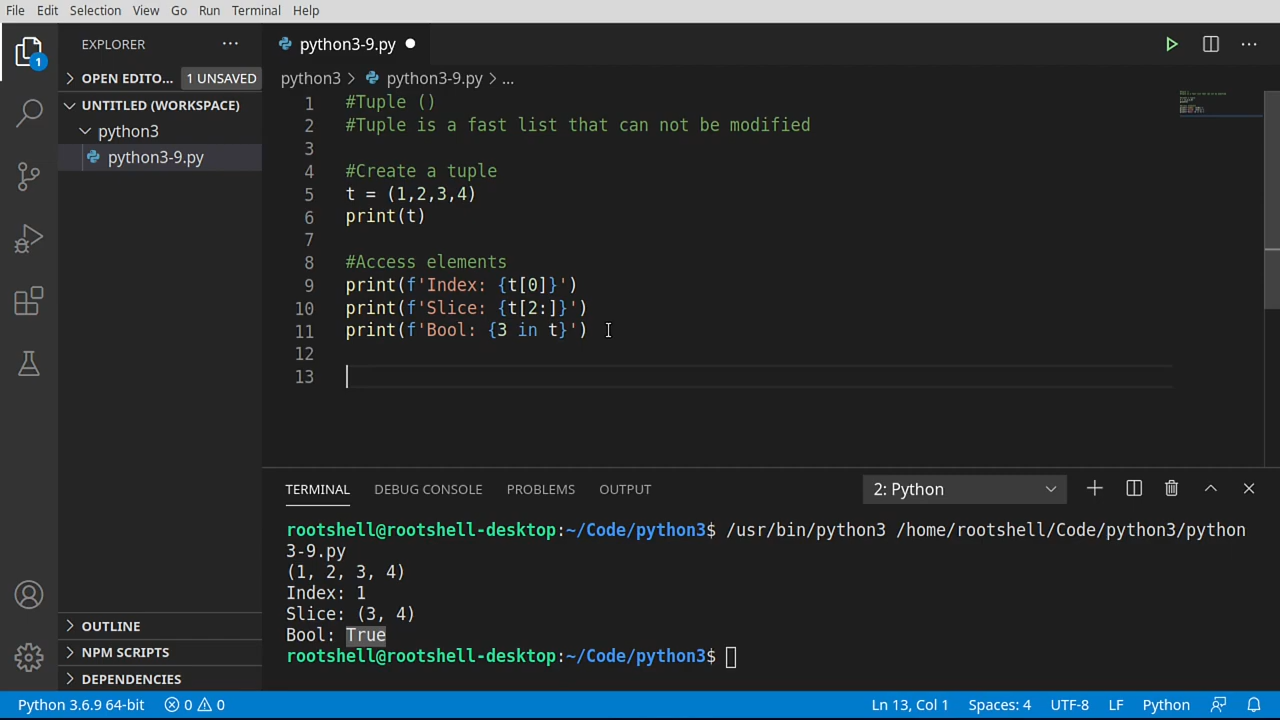 File Edit Selection View Go Run Terminal Help
EXPLORER
python3-9.py
1
OPEN EDITO... 1 UNSAVED
python3 > python3-9.py > ...
UNTITLED (WORKSPACE)
python3
python3-9.py
1 #Tuple ()
2 #Tuple is a fast list that can not be modified
3
4 #Create a tuple
5 t = (1,2,3,4)
6 print(t)
7
8 #Access elements
9 print(f'Index: {t[0]}')
10 print(f'Slice: {t[2:]}')
11 print(f'Bool: {3 in t}')
12
13
TERMINAL DEBUG CONSOLE PROBLEMS OUTPUT 2: Python
rootshell@rootshell-desktop:~/Code/python3$ /usr/bin/python3 /home/rootshell/Code/python3/python
3-9.py
(1, 2, 3, 4)
Index: 1
Slice: (3, 4)
Bool: True
rootshell@rootshell-desktop:~/Code/python3$
OUTLINE
NPM SCRIPTS
DEPENDENCIES
Python 3.6.9 64-bit 0 0 Ln 13, Col 1 Spaces: 4 UTF-8 LF Python